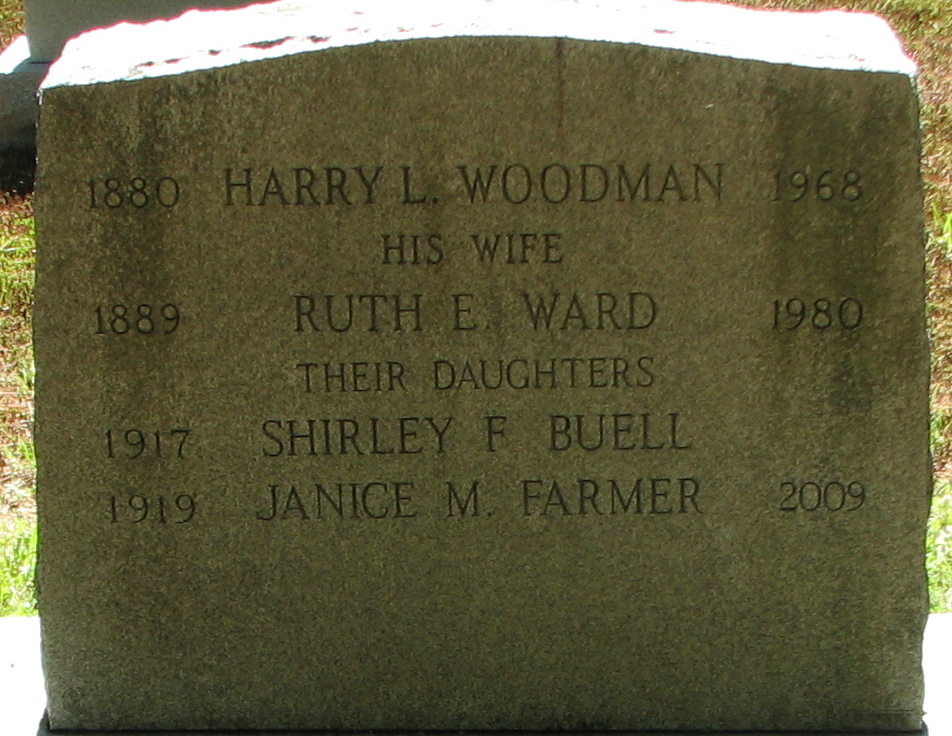 1880 HARRY L. WOODMAN 1968
HIS WIFE
1889 RUTH E. WARD 1980
THEIR DAUGHTERS
1917 SHIRLEY F BUELL
1919 JANICE M. FARMER 2009